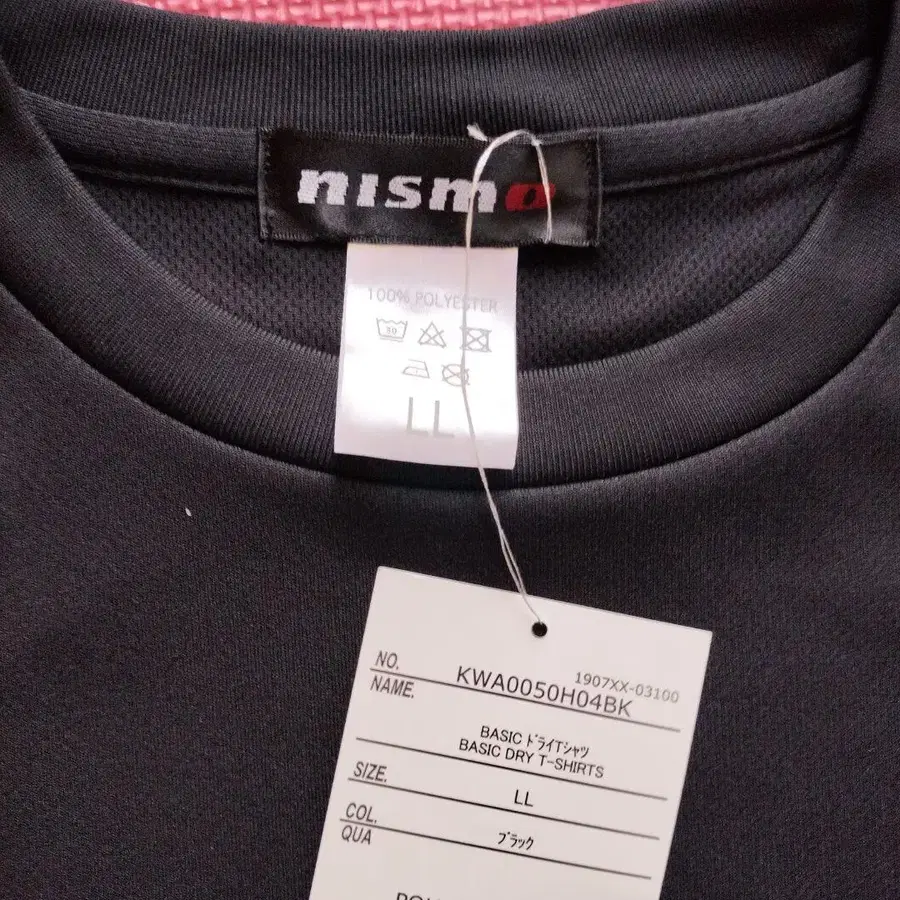 nismo
100% POLYESTER
LL
1907XX-03100
NO. KWA0050H04BK
NAME.
BASIC ドライTシャツ
BASIC DRY T-SHIRTS
SIZE. LL
COL. ブラック
QUA